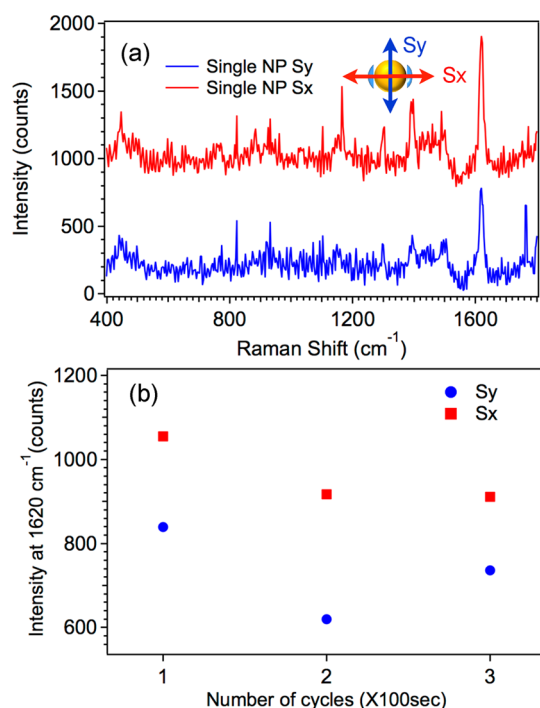 (a)
Sy
Sx
Single NP Sy
Single NP Sx
Intensity (counts)
2000
1500
1000
500
0
400
800
1200
1600
Raman Shift (cm⁻¹)
(b)
Sy
Sx
Intensity at 1620 cm⁻¹(counts)
1200
1000
800
600
1
2
3
Number of cycles (X100sec)